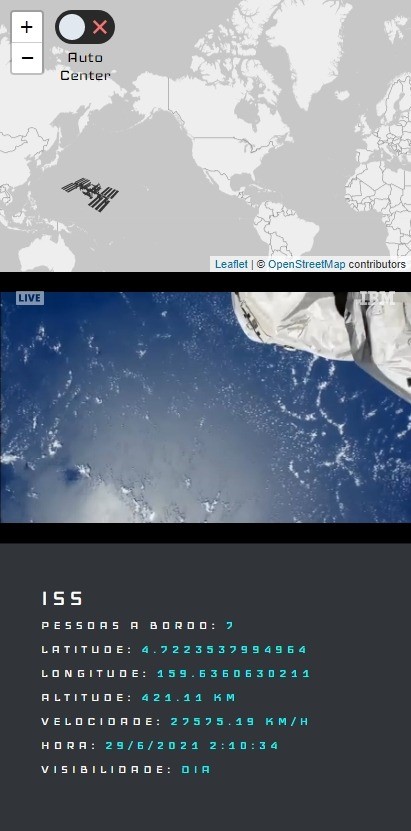 +
−
Auto
Center
Leaflet | © OpenStreetMap contributors
LIVE
IBM
ISS
PESSOAS A BORDO: 7
LATITUDE: 4.7223537994964
LONGITUDE: 159.6360630211
ALTITUDE: 421.11 KM
VELOCIDADE: 27575.19 KM/H
HORA: 29/6/2021 2:10:34
VISIBILIDADE: DIA